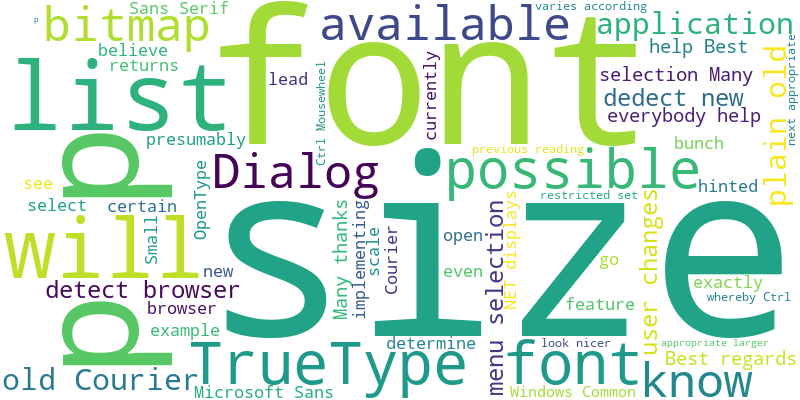 Sans Serif
varies according
p
bitmap
font
available
application
believe
help Best
returns
lead
currently
Ctrl Mousewheel
selection Many
plain old
next appropriate
list
dedect new
everybody help
presumably
previous reading
bunch
Dialog
possible
p
see
OpenType
restricted set
hinted
select
certain
Small
size
will
Many thanks
implementing
scale
Courier
open
NET displays
user changes
go
new
even
exactly
detect browser
whereby Ctrl
browser
menu selection
feature
example
p
determine
look nicer
appropriate larger
TrueType
font
Best regards
old Courier
know
Microsoft Sans
Windows Common